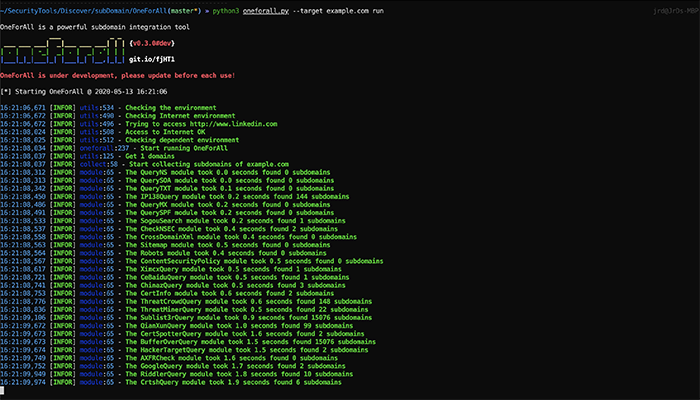 ~/SecurityTools/Discover/subDomain/OneForAll(master*) » python3 oneforall.py --target example.com run jrd@JrDs-MBP
OneForAll is a powerful subdomain integration tool
oneforall {v0.3.0#dev}
git.io/fjHT1
OneForAll is under development, please update before each use!
[*] Starting OneForAll @ 2020-05-13 16:21:06
16:21:06,671 [INFOR] utils:534 - Checking the environment
16:21:06,672 [INFOR] utils:490 - Checking Internet environment
16:21:06,672 [INFOR] utils:496 - Trying to access http://www.linkedin.com
16:21:08,024 [INFOR] utils:508 - Access to Internet OK
16:21:08,025 [INFOR] utils:512 - Checking dependent environment
16:21:08,034 [INFOR] oneforall:237 - Start running OneForAll
16:21:08,037 [INFOR] utils:125 - Get 1 domains
16:21:08,037 [INFOR] collect:58 - Start collecting subdomains of example.com
16:21:08,312 [INFOR] module:65 - The QueryNS module took 0.0 seconds found 0 subdomains
16:21:08,313 [INFOR] module:65 - The QuerySOA module took 0.0 seconds found 0 subdomains
16:21:08,342 [INFOR] module:65 - The QueryTXT module took 0.1 seconds found 0 subdomains
16:21:08,450 [INFOR] module:65 - The IP138Query module took 0.2 seconds found 144 subdomains
16:21:08,486 [INFOR] module:65 - The QueryMX module took 0.2 seconds found 0 subdomains
16:21:08,491 [INFOR] module:65 - The QuerySPF module took 0.2 seconds found 0 subdomains
16:21:08,533 [INFOR] module:65 - The SogouSearch module took 0.2 seconds found 1 subdomains
16:21:08,537 [INFOR] module:65 - The CheckNSEC module took 0.4 seconds found 2 subdomains
16:21:08,558 [INFOR] module:65 - The CrossDomainXml module took 0.4 seconds found 0 subdomains
16:21:08,563 [INFOR] module:65 - The Sitemap module took 0.5 seconds found 0 subdomains
16:21:08,564 [INFOR] module:65 - The Robots module took 0.4 seconds found 0 subdomains
16:21:08,567 [INFOR] module:65 - The ContentSecurityPolicy module took 0.5 seconds found 0 subdomains
16:21:08,617 [INFOR] module:65 - The XimcxQuery module took 0.5 seconds found 1 subdomains
16:21:08,721 [INFOR] module:65 - The CeBaiduQuery module took 0.5 seconds found 1 subdomains
16:21:08,741 [INFOR] module:65 - The ChinazQuery module took 0.5 seconds found 3 subdomains
16:21:08,753 [INFOR] module:65 - The CertInfo module took 0.6 seconds found 2 subdomains
16:21:08,776 [INFOR] module:65 - The ThreatCrowdQuery module took 0.6 seconds found 148 subdomains
16:21:08,836 [INFOR] module:65 - The ThreatMinerQuery module took 0.5 seconds found 22 subdomains
16:21:09,106 [INFOR] module:65 - The Sublist3rQuery module took 0.9 seconds found 15076 subdomains
16:21:09,672 [INFOR] module:65 - The QianXunQuery module took 1.0 seconds found 99 subdomains
16:21:09,673 [INFOR] module:65 - The CertSpotterQuery module took 1.6 seconds found 2 subdomains
16:21:09,673 [INFOR] module:65 - The BufferOverQuery module took 1.5 seconds found 15076 subdomains
16:21:09,674 [INFOR] module:65 - The HackerTargetQuery module took 1.5 seconds found 2 subdomains
16:21:09,749 [INFOR] module:65 - The AXFRCheck module took 1.6 seconds found 0 subdomains
16:21:09,752 [INFOR] module:65 - The GoogleQuery module took 1.7 seconds found 2 subdomains
16:21:09,949 [INFOR] module:65 - The RiddlerQuery module took 1.8 seconds found 10 subdomains
16:21:09,974 [INFOR] module:65 - The CrtshQuery module took 1.9 seconds found 6 subdomains